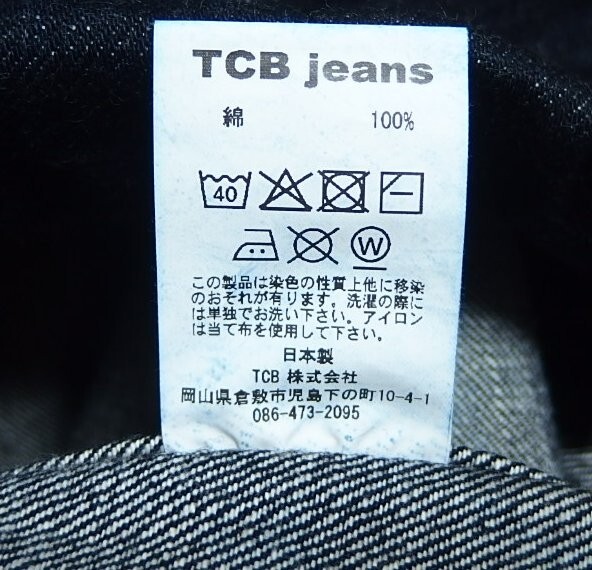 TCB jeans
綿 100%
40
W
この製品は染色の性質上他に移染
のおそれが有ります。洗濯の際に
は単独でお洗い下さい。アイロン
は当て布を使用して下さい。
日本製
TCB 株式会社
岡山県倉敷市児島下の町10-4-1
086-473-2095